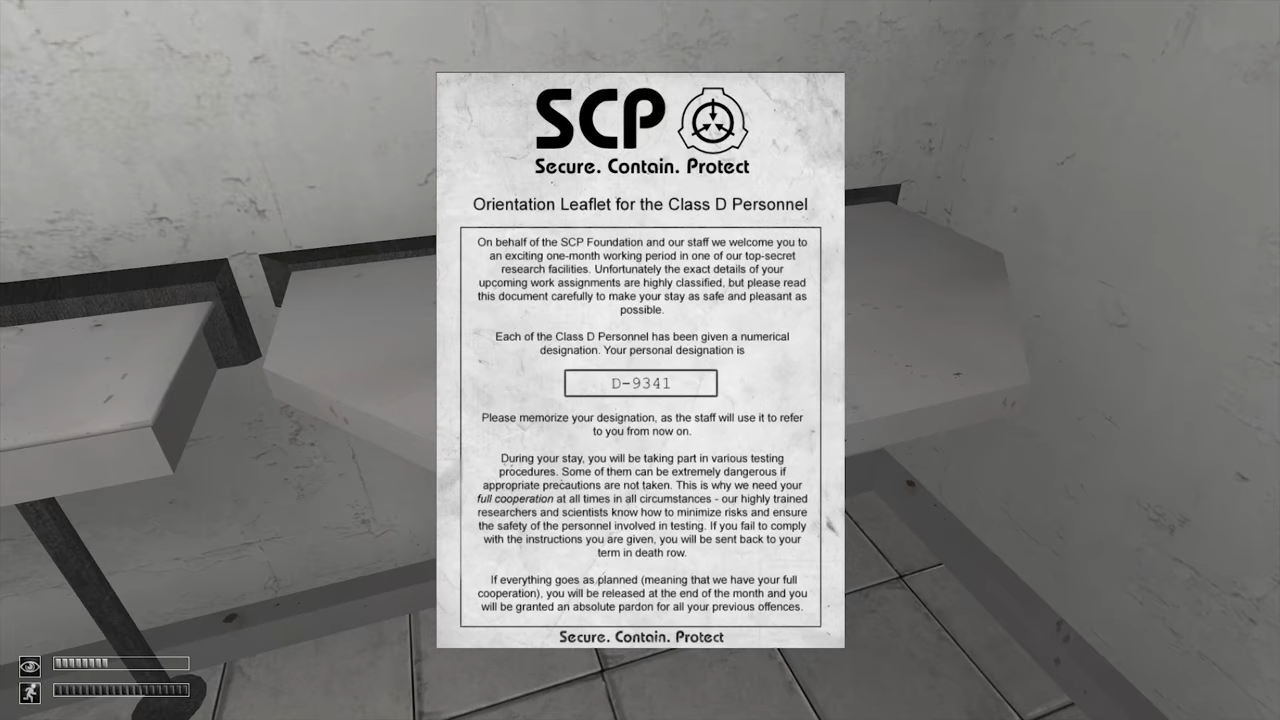 SCP
Secure. Contain. Protect
Orientation Leaflet for the Class D Personnel
On behalf of the SCP Foundation and our staff we welcome you to
an exciting one-month working period in one of our top-secret
research facilities. Unfortunately the exact details of your
upcoming work assignments are highly classified, but please read
this document carefully to make your stay as safe and pleasant as
possible.
Each of the Class D Personnel has been given a numerical
designation. Your personal designation is
D-9341
Please memorize your designation, as the staff will use it to refer
to you from now on.
During your stay, you will be taking part in various testing
procedures. Some of them can be extremely dangerous if
appropriate precautions are not taken. This is why we need your
full cooperation at all times in all circumstances - our highly trained
researchers and scientists know how to minimize risks and ensure
the safety of the personnel involved in testing. If you fail to comply
with the instructions you are given, you will be sent back to your
term in death row.
If everything goes as planned (meaning that we have your full
cooperation), you will be released at the end of the month and you
will be granted an absolute pardon for all your previous offences.
Secure. Contain. Protect